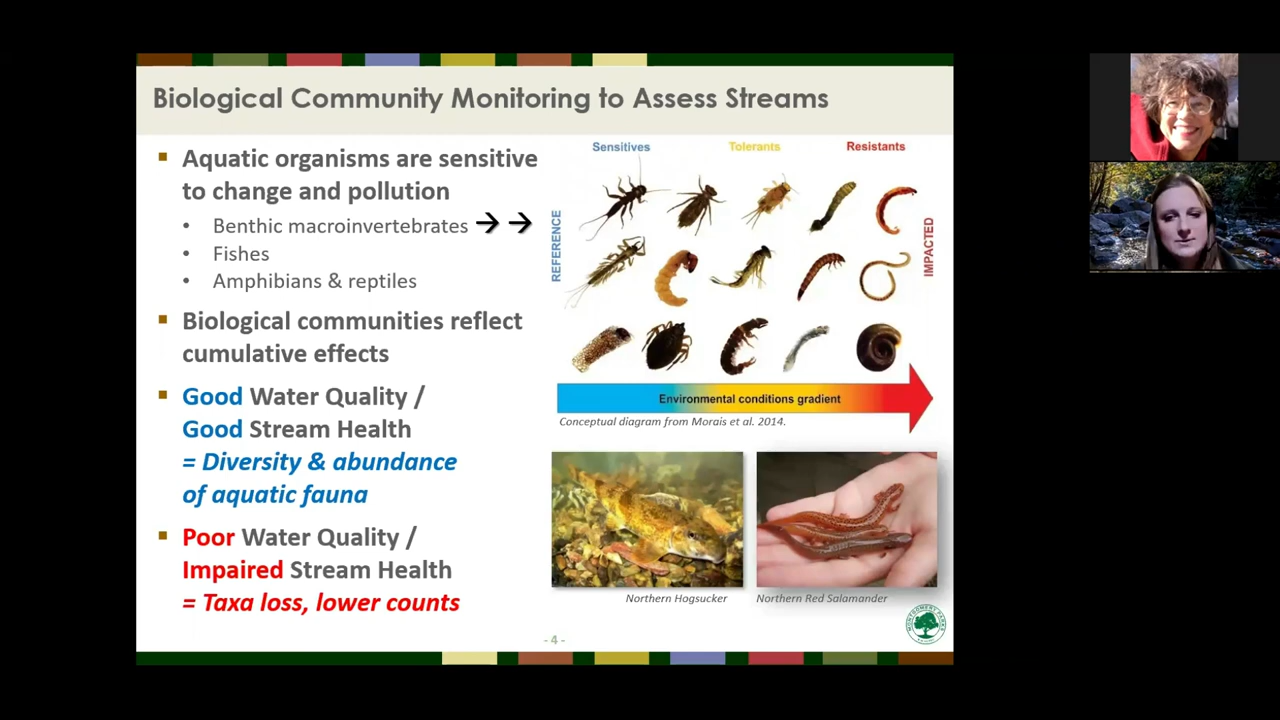 Biological Community Monitoring to Assess Streams
Aquatic organisms are sensitive
to change and pollution
Benthic macroinvertebrates
Fishes
Amphibians & reptiles
Biological communities reflect
cumulative effects
Good Water Quality /
Good Stream Health
= Diversity & abundance
of aquatic fauna
Poor Water Quality /
Impaired Stream Health
= Taxa loss, lower counts
Sensitives
Tolerants
Resistants
REFERENCE
IMPACTED
Environmental conditions gradient
Conceptual diagram from Morais et al. 2014.
Northern Hogsucker
Northern Red Salamander
MONTGOMERY PARKS
- 4 -